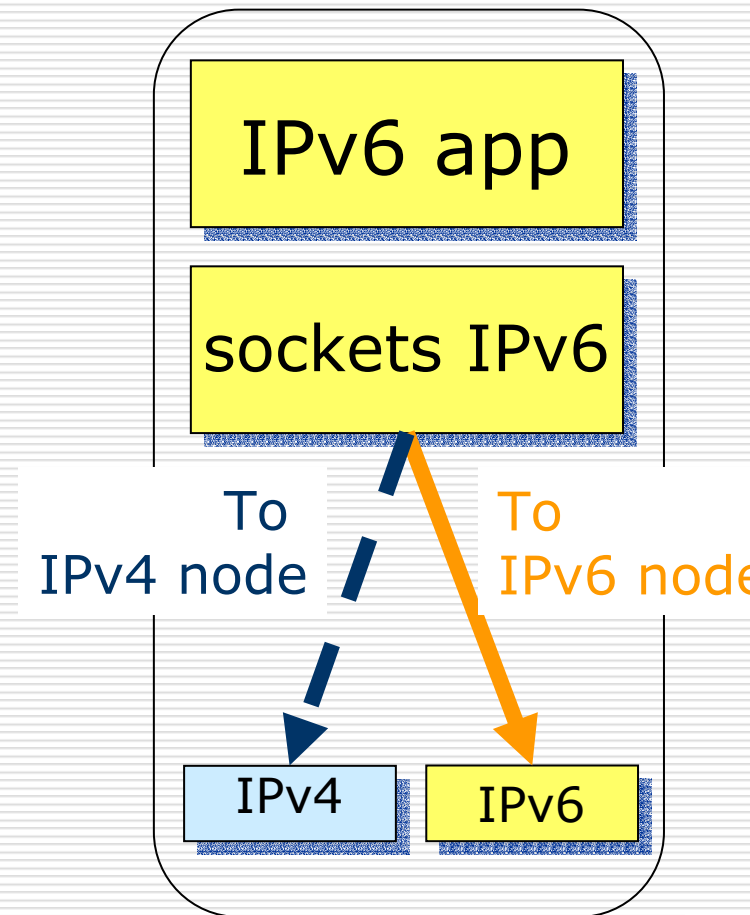 IPv6 app
sockets IPv6
To
IPv4 node
To
IPv6 node
IPv4
IPv6